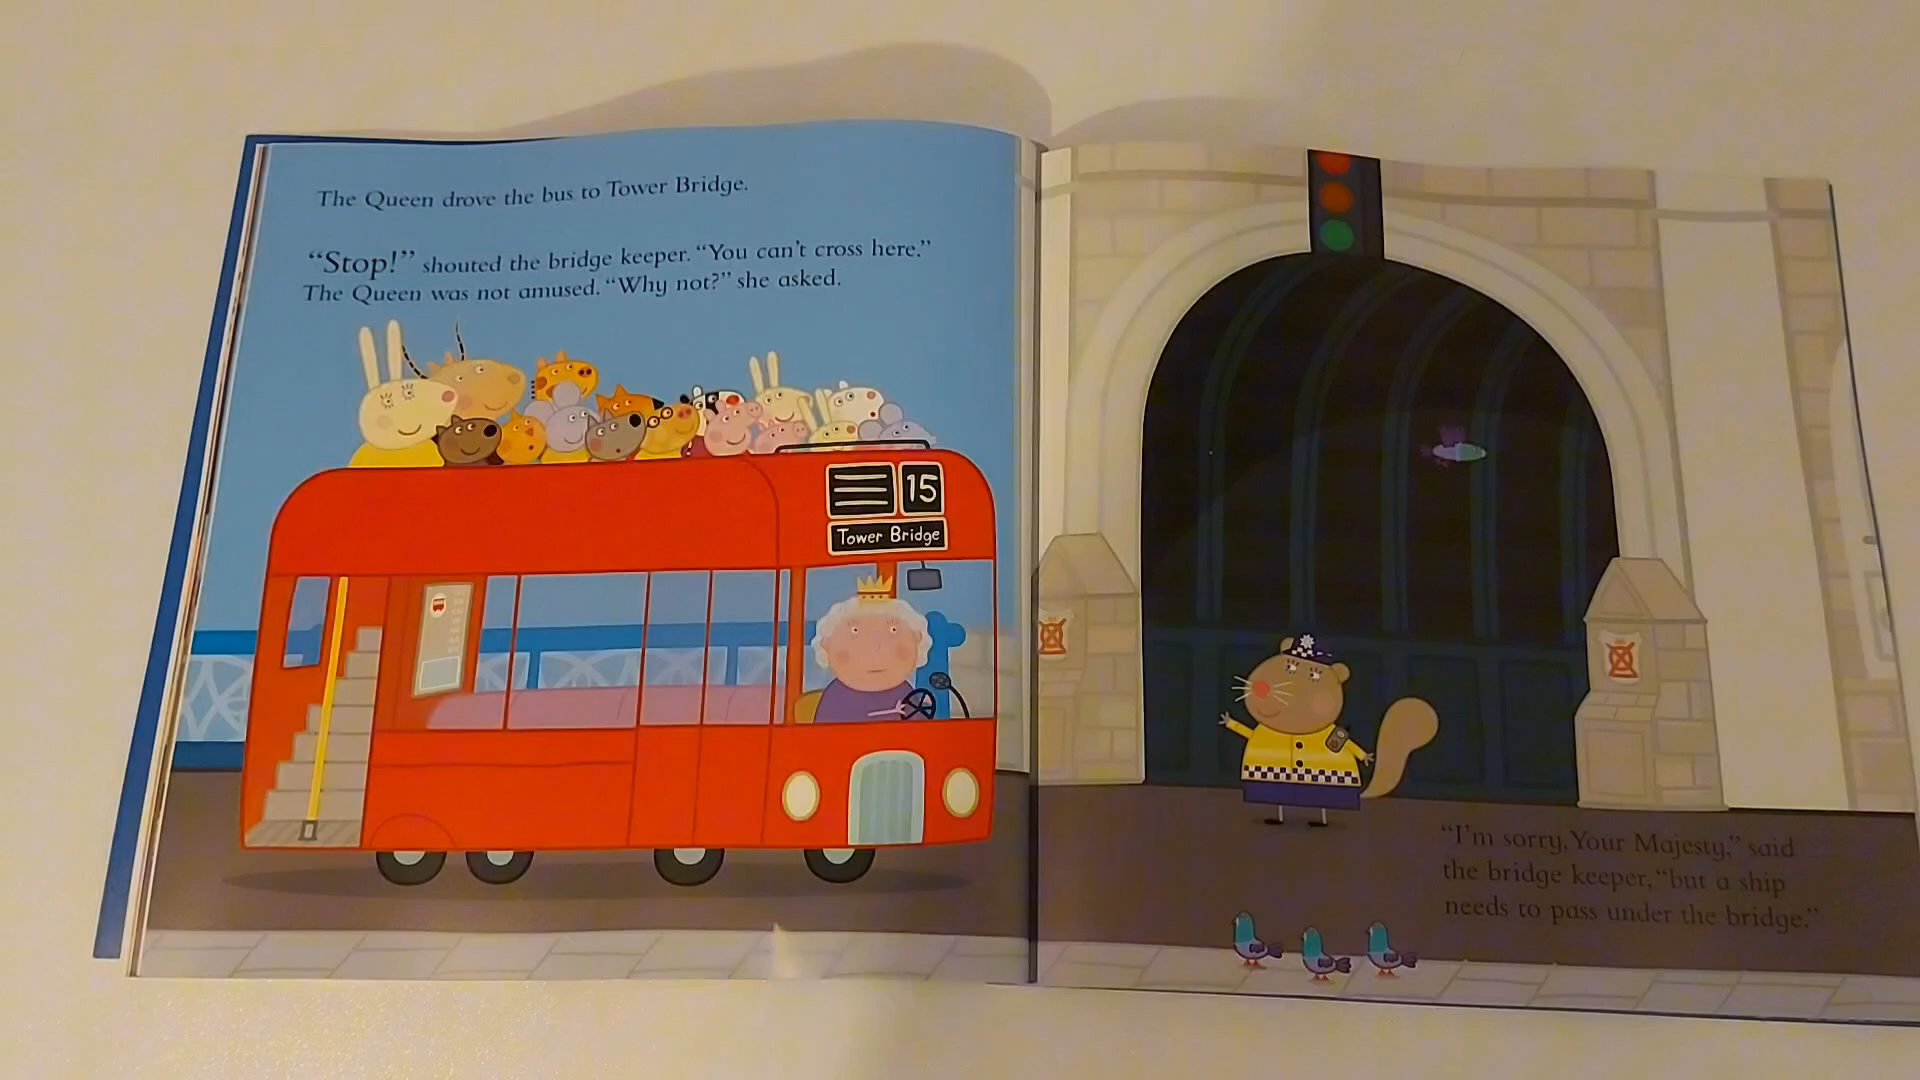 The Queen drove the bus to Tower Bridge.
“Stop!” shouted the bridge keeper. “You can’t cross here.”
The Queen was not amused. “Why not?” she asked.
15
Tower Bridge
“I’m sorry, Your Majesty,” said
the bridge keeper, “but a ship
needs to pass under the bridge.”